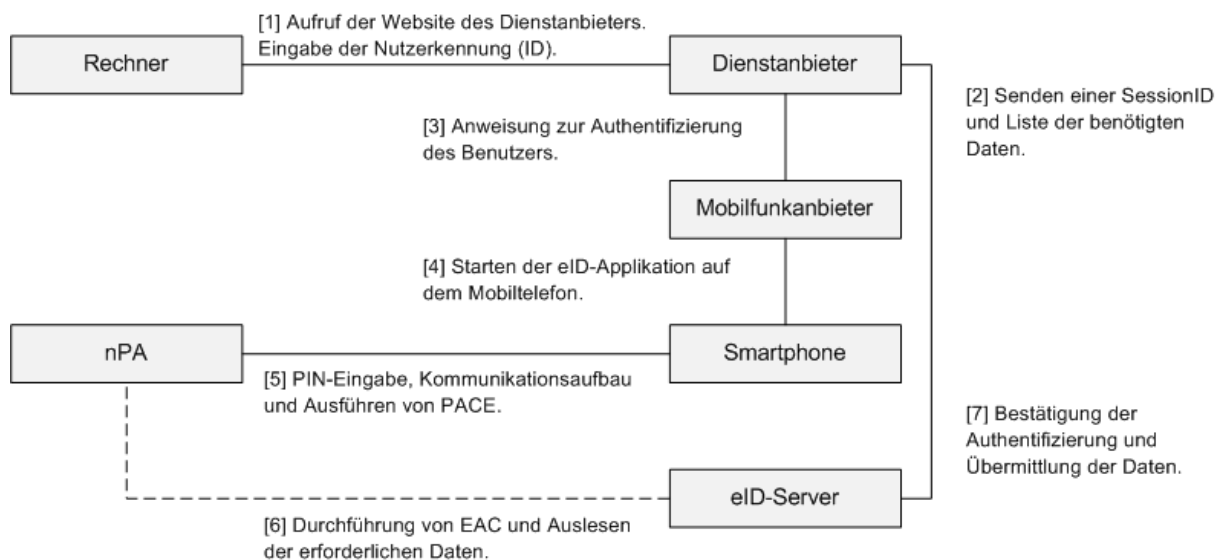 [1] Aufruf der Website des Dienstanbieters.
Eingabe der Nutzerkennung (ID).
Rechner
Dienstanbieter
[2] Senden einer SessionID
und Liste der benötigten
Daten.
[3] Anweisung zur Authentifizierung
des Benutzers.
Mobilfunkanbieter
[4] Starten der eID-Applikation auf
dem Mobiltelefon.
nPA
Smartphone
[5] PIN-Eingabe, Kommunikationsaufbau
und Ausführen von PACE.
[7] Bestätigung der
Authentifizierung und
Übermittlung der Daten.
eID-Server
[6] Durchführung von EAC und Auslesen
der erforderlichen Daten.